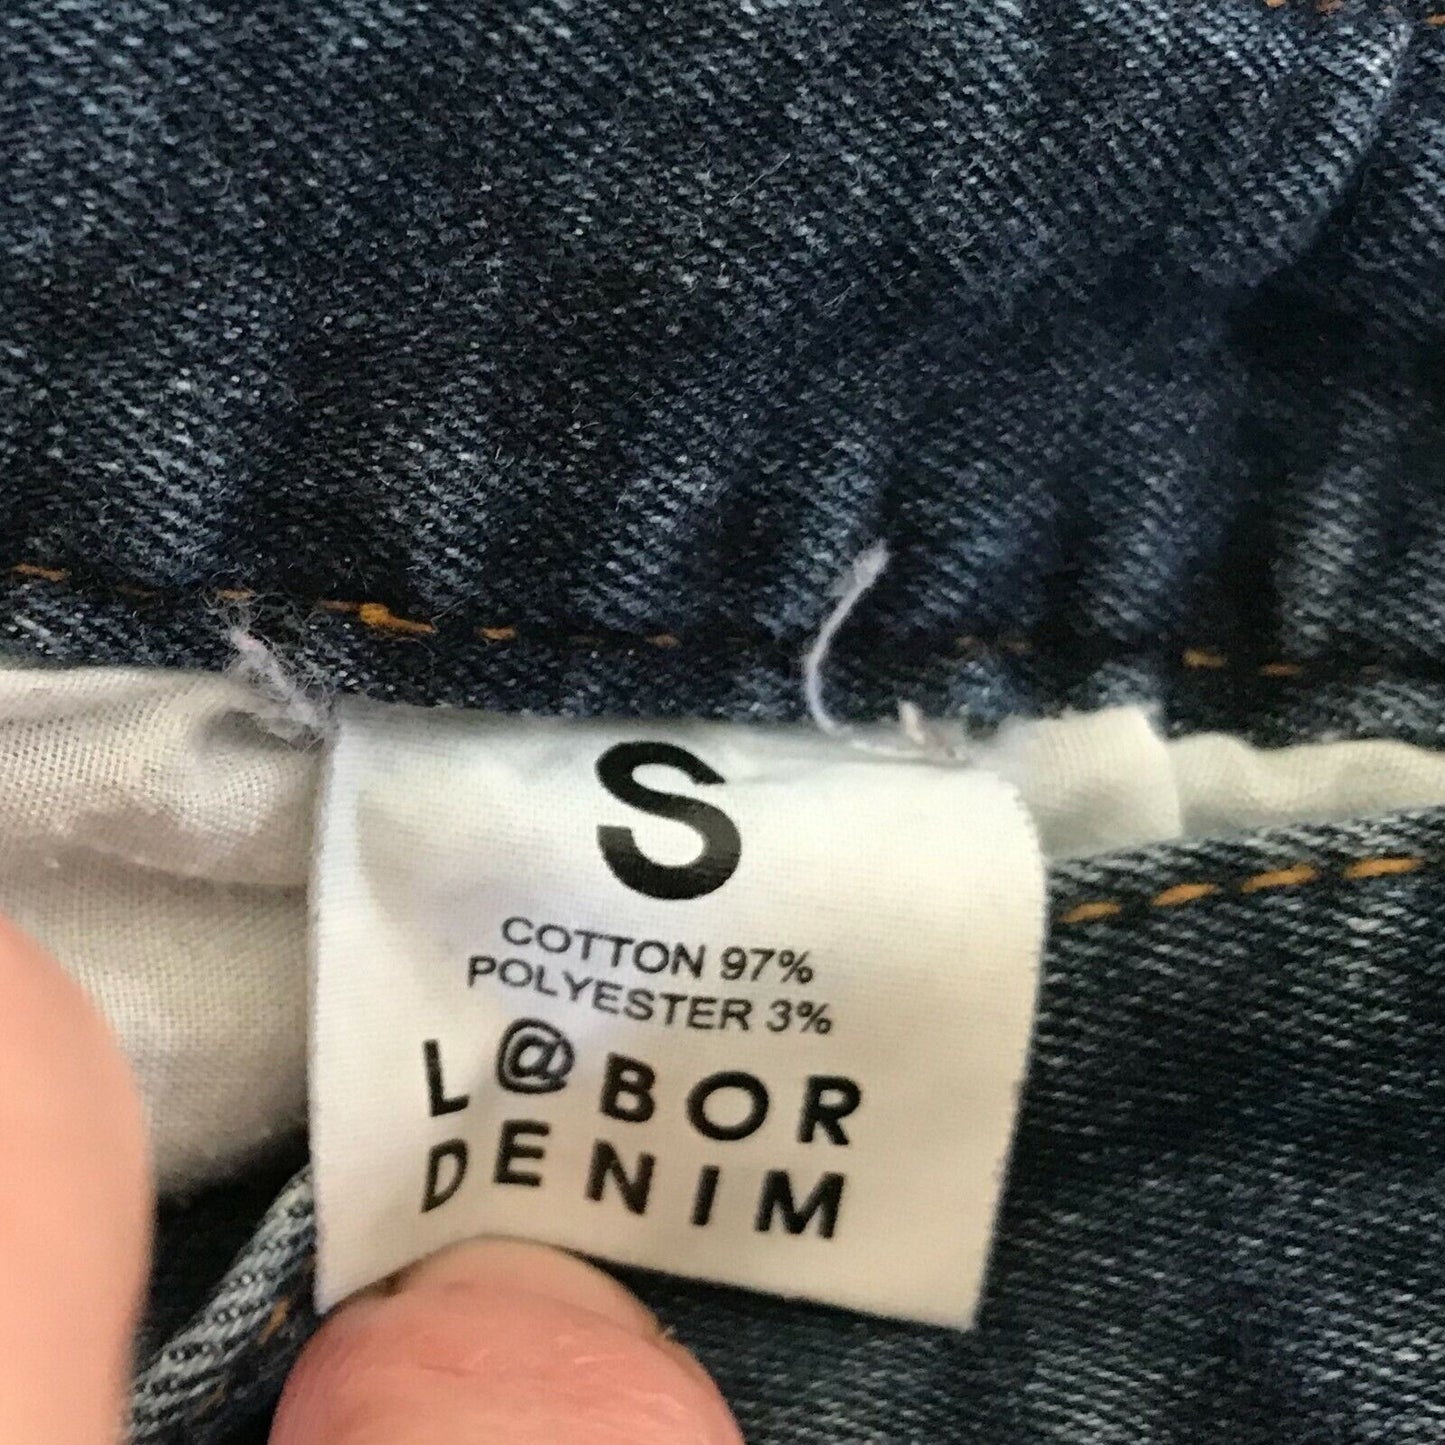 S
COTTON 97%
POLYESTER 3%
L@BOR
DENIM